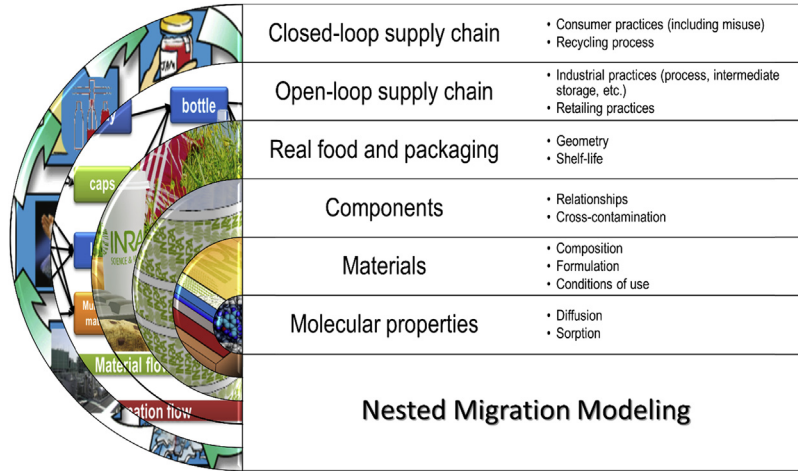 Closed-loop supply chain
• Consumer practices (including misuse)
• Recycling process
Open-loop supply chain
• Industrial practices (process, intermediate
storage, etc.)
• Retailing practices
bottle
Real food and packaging
• Geometry
• Shelf-life
caps
Components
• Relationships
• Cross-contamination
INRA
Materials
• Composition
• Formulation
• Conditions of use
Molecular properties
• Diffusion
• Sorption
Material flo
ation flow
Nested Migration Modeling